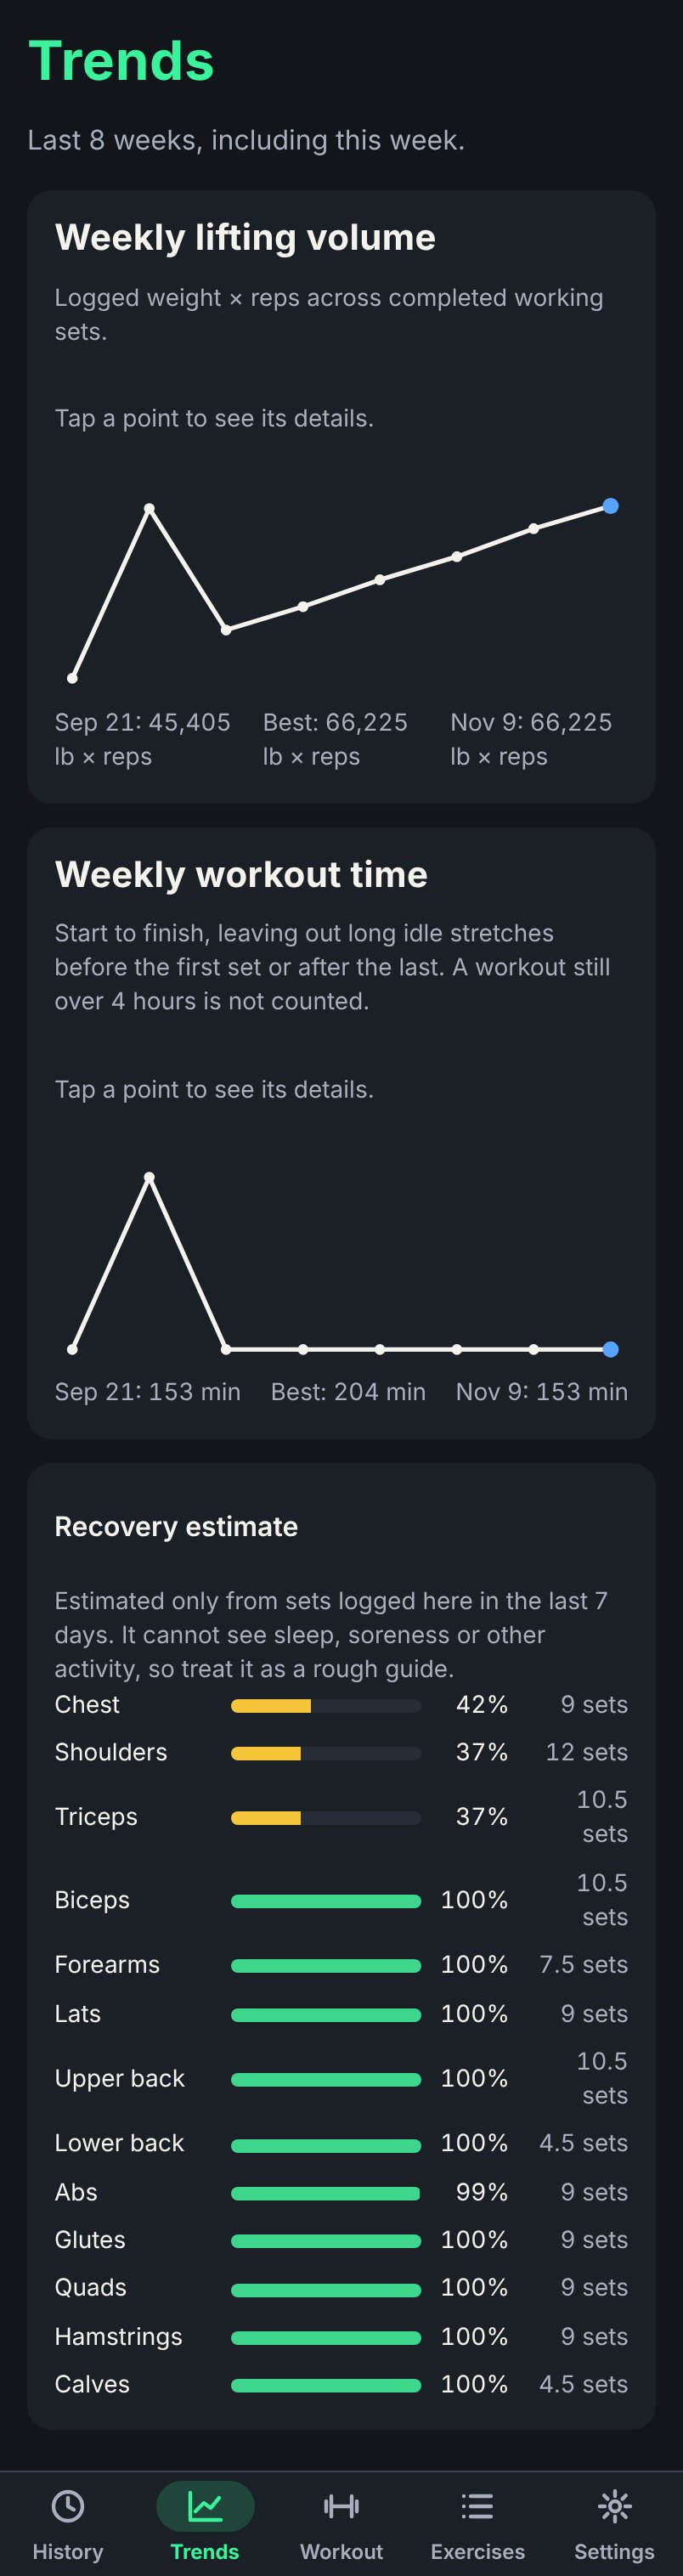 Trends
Last 8 weeks, including this week.
Weekly lifting volume
Logged weight × reps across completed working
sets.
Tap a point to see its details.
Sep 21: 45,405
lb × reps
Best: 66,225
lb × reps
Nov 9: 66,225
lb × reps
Weekly workout time
Start to finish, leaving out long idle stretches
before the first set or after the last. A workout still
over 4 hours is not counted.
Tap a point to see its details.
Sep 21: 153 min Best: 204 min Nov 9: 153 min
Recovery estimate
Estimated only from sets logged here in the last 7
days. It cannot see sleep, soreness or other
activity, so treat it as a rough guide.
Chest 42% 9 sets
Shoulders 37% 12 sets
Triceps 37% 10.5
sets
Biceps 100% 10.5
sets
Forearms 100% 7.5 sets
Lats 100% 9 sets
Upper back 100% 10.5
sets
Lower back 100% 4.5 sets
Abs 99% 9 sets
Glutes 100% 9 sets
Quads 100% 9 sets
Hamstrings 100% 9 sets
Calves 100% 4.5 sets
History Trends Workout Exercises Settings